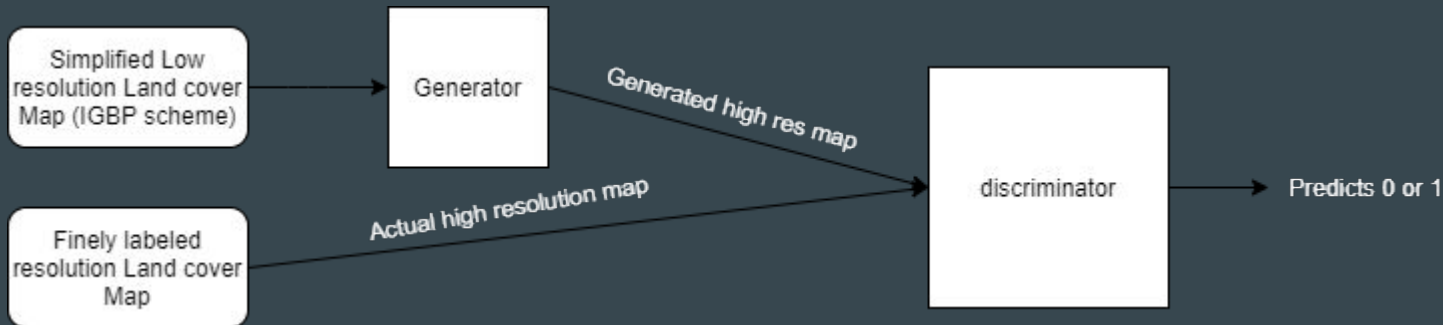 Simplified Low
resolution Land cover
Map (IGBP scheme)
Generator
Generated high res map
Actual high resolution map
discriminator
Predicts 0 or 1
Finely labeled
resolution Land cover
Map